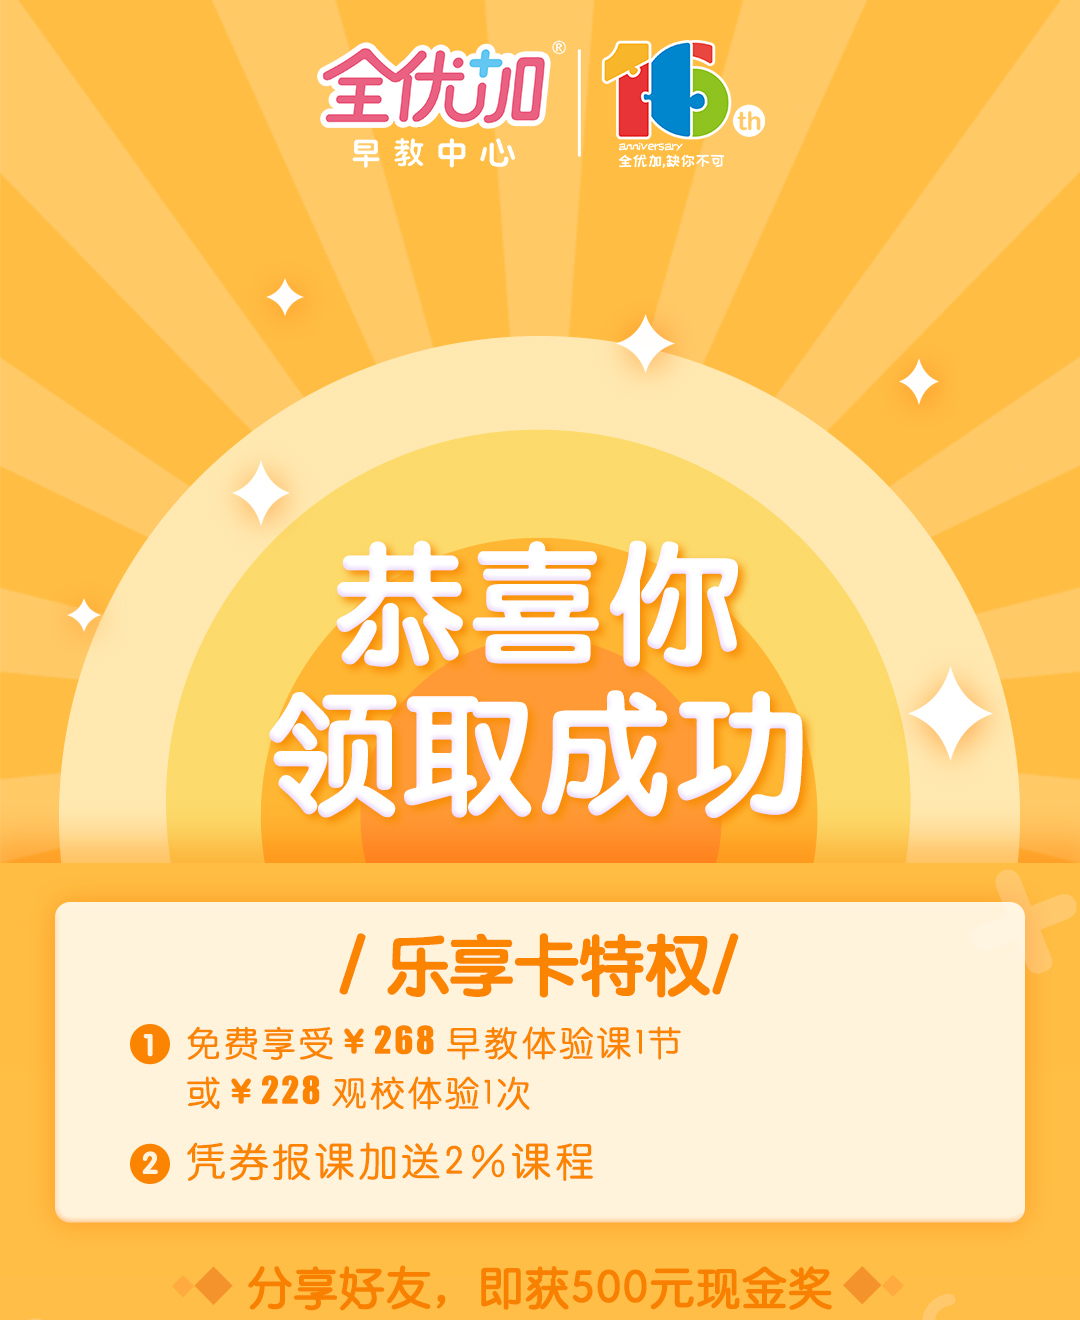 全优加®
早教中心
16th
anniversary
全优加,缺你不可
恭喜你
领取成功
/ 乐享卡特权/
1 免费享受￥268 早教体验课1节
或￥228 观校体验1次
2 凭券报课加送2%课程
分享好友，即获500元现金奖